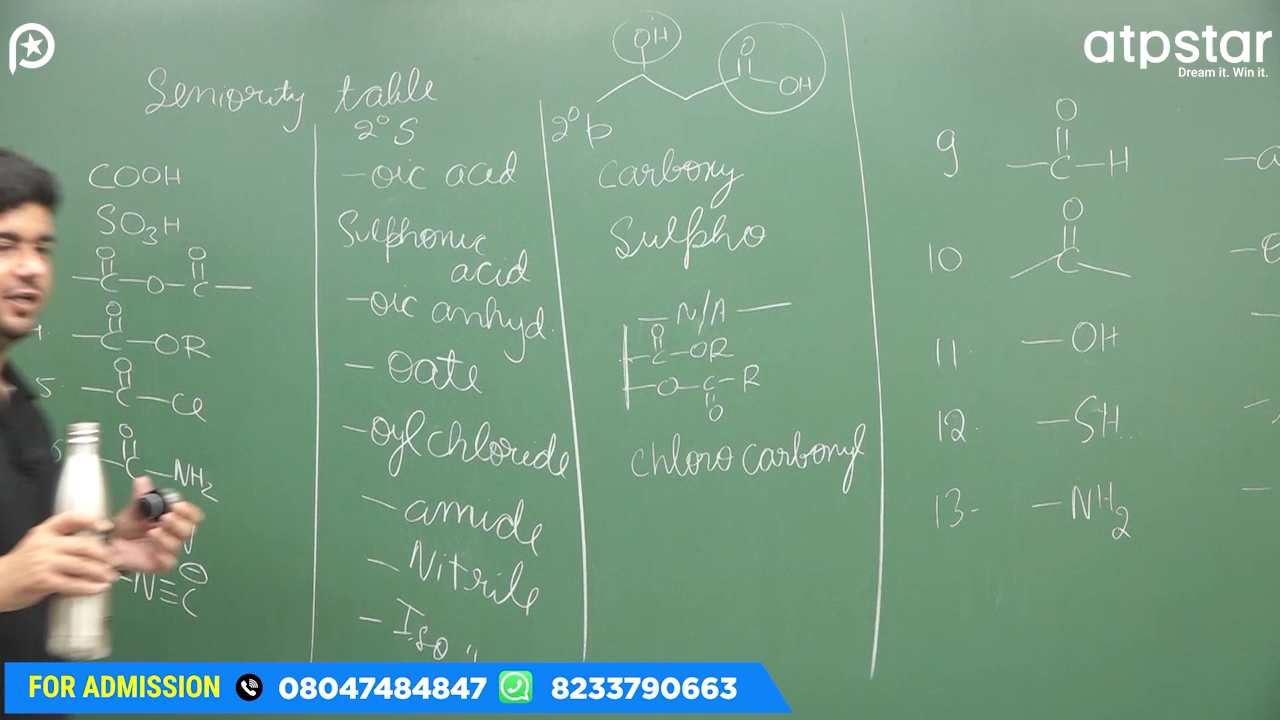 atpstar
Dream it. Win it.
Seniority table
2° S
2° p
OH
O
OH
COOH
-oic acid
carboxy
SO3H
Sulphonic acid
Sulpho
O O
-C-O-C-
-oic anhyd.
- N/A -
O
-C-OR
- Oate
O
-C-OR
-O-C-R
O
5. O
-C-Cl
-oyl chloride
chloro carbonyl
O
-C-NH2
-amide
-Nitrile
-N≡C
- Iso "
9 O
-C-H
10 O
C
11. -OH
12. -SH
13- -NH2
FOR ADMISSION 08047484847 8233790663